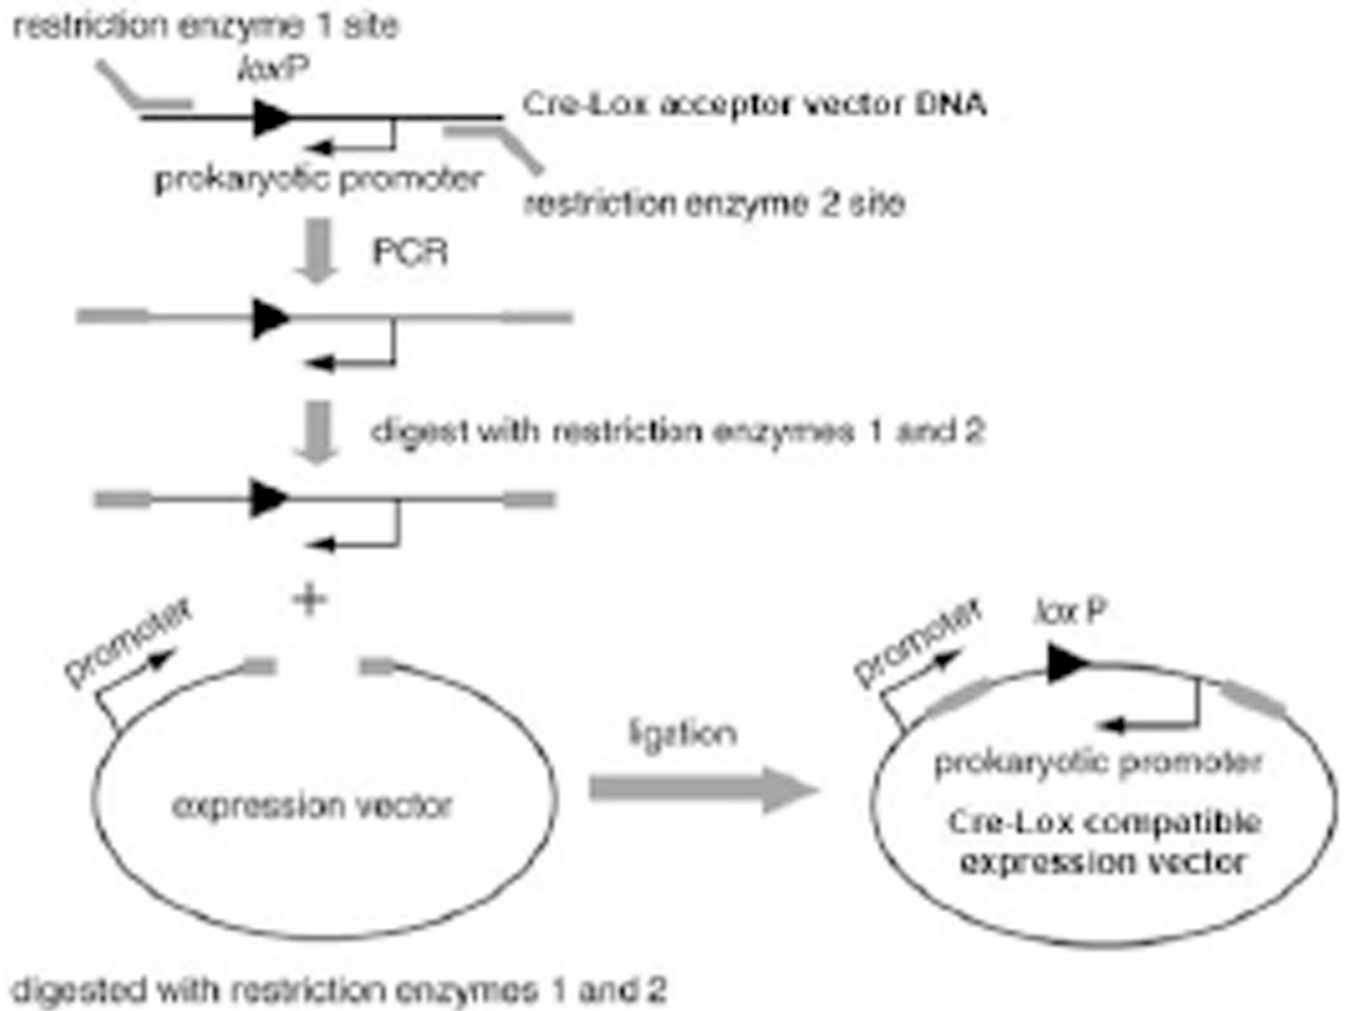 restriction enzyme 1 site
loxP
Cre-Lox acceptor vector DNA
prokaryotic promoter
restriction enzyme 2 site
PCR
digest with restriction enzymes 1 and 2
+
promoter
expression vector
ligation
promoter
lox P
prokaryotic promoter
Cre-Lox compatible
expression vector
digested with restriction enzymes 1 and 2